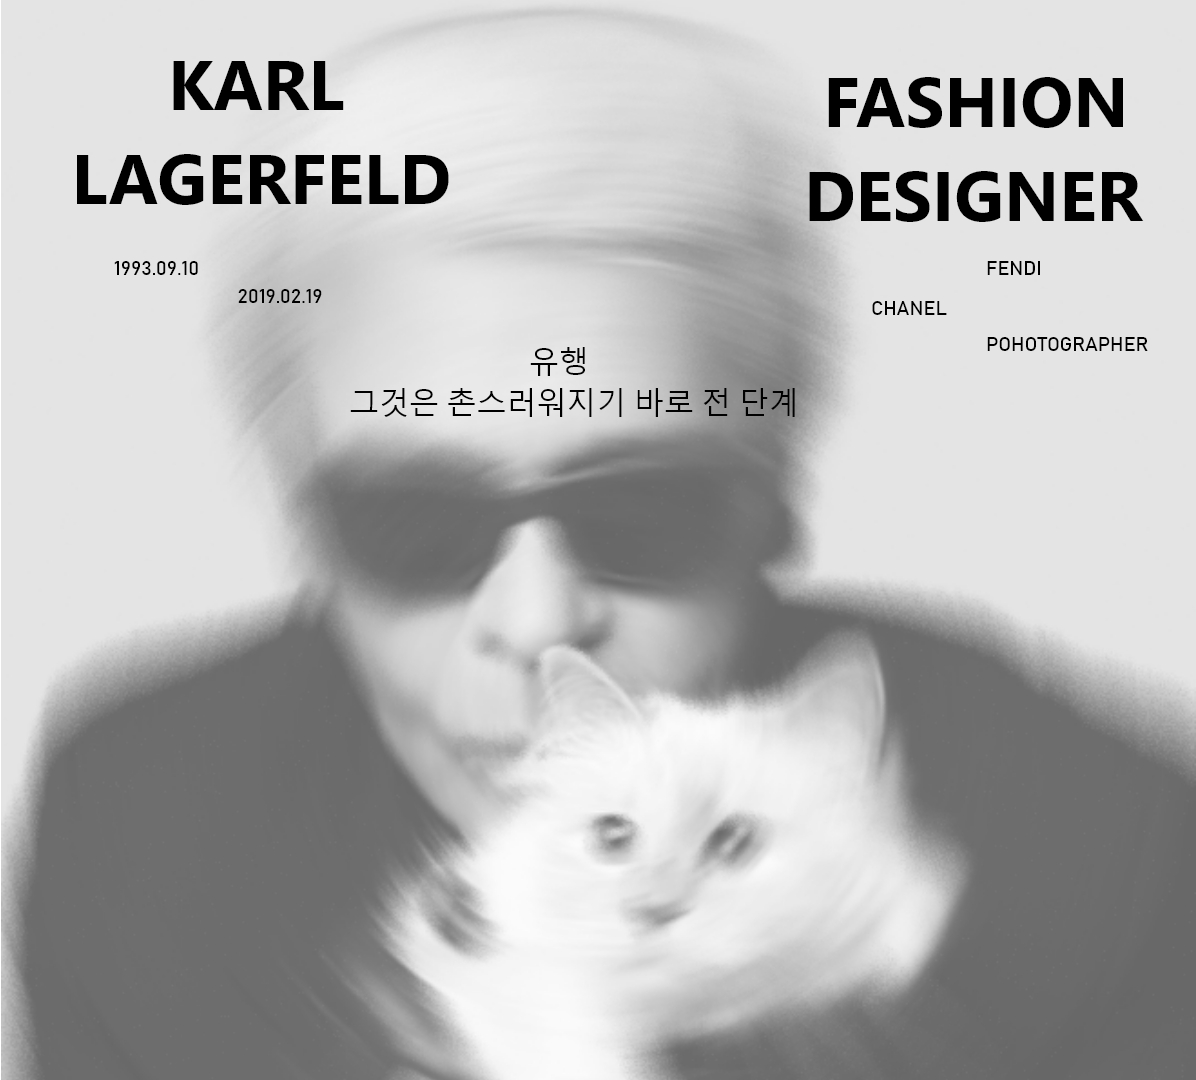 KARL
LAGERFELD
1993.09.10
2019.02.19
FASHION
DESIGNER
FENDI
CHANEL
POHOTOGRAPHER
유행
그것은 촌스러워지기 바로 전 단계